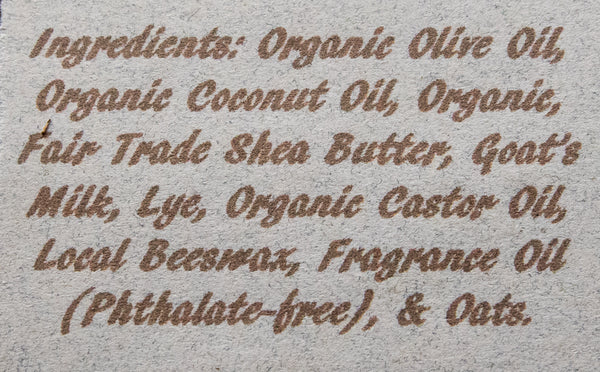 Ingredients: Organic Olive Oil,
Organic Coconut Oil, Organic,
Fair Trade Shea Butter, Goat's
Milk, Lye, Organic Castor Oil,
Local Beeswax, Fragrance Oil
(Phthalate-free), & Oats.